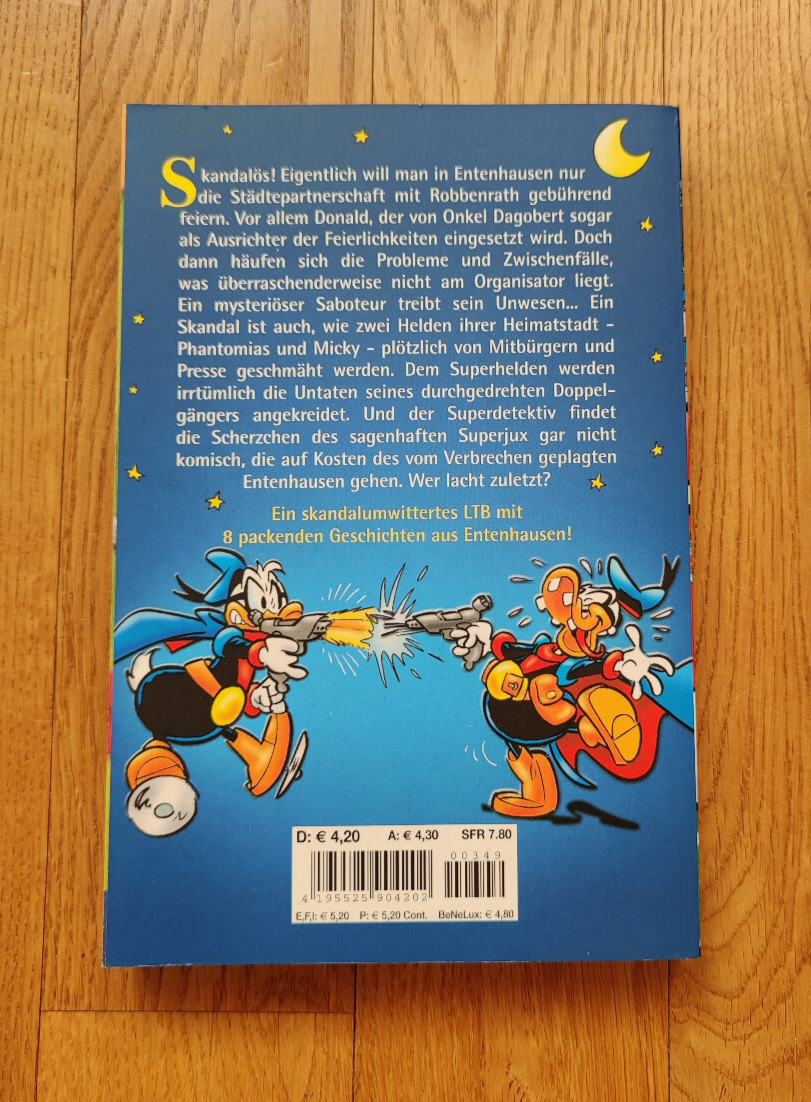 Skandalös! Eigentlich will man in Entenhausen nur
die Städtepartnerschaft mit Robbenrath gebührend
feiern. Vor allem Donald, der von Onkel Dagobert sogar
als Ausrichter der Feierlichkeiten eingesetzt wird. Doch
dann häufen sich die Probleme und Zwischenfälle,
was überraschenderweise nicht am Organisator liegt.
Ein mysteriöser Saboteur treibt sein Unwesen... Ein
Skandal ist auch, wie zwei Helden ihrer Heimatstadt –
Phantomias und Micky – plötzlich von Mitbürgern und
Presse geschmäht werden. Dem Superhelden werden
irrtümlich die Untaten seines durchgedrehten Doppel-
gängers angekreidet. Und der Superdetektiv findet
die Scherzchen des sagenhaften Superjux gar nicht
komisch, die auf Kosten des vom Verbrechen geplagten
Entenhausen gehen. Wer lacht zuletzt?
Ein skandalumwittertes LTB mit
8 packenden Geschichten aus Entenhausen!
D: € 4,20 A: € 4,30 SFR 7.80
00349
4 195525 904202
E,F,I: € 5,20 P: € 5,20 Cont. BeNeLux: € 4,80